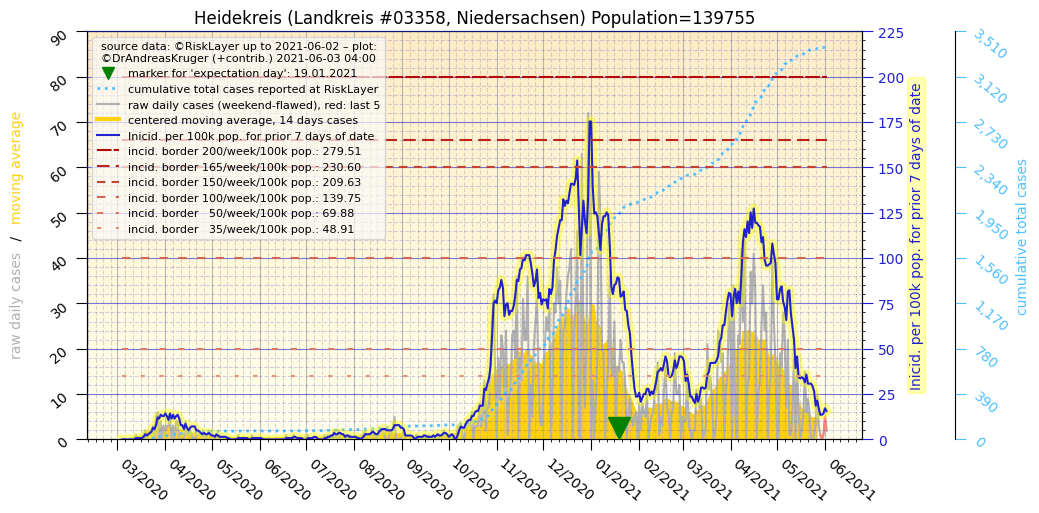 Heidekreis (Landkreis #03358, Niedersachsen) Population=139755
source data: ©RiskLayer up to 2021-06-02 – plot:
©DrAndreasKruger (+contrib.) 2021-06-03 04:00
marker for 'expectation day': 19.01.2021
cumulative total cases reported at RiskLayer
raw daily cases (weekend-flawed), red: last 5
centered moving average, 14 days cases
Inicid. per 100k pop. for prior 7 days of date
incid. border 200/week/100k pop.: 279.51
incid. border 165/week/100k pop.: 230.60
incid. border 150/week/100k pop.: 209.63
incid. border 100/week/100k pop.: 139.75
incid. border   50/week/100k pop.: 69.88
incid. border   35/week/100k pop.: 48.91
raw daily cases / moving average
90
80
70
60
50
40
30
20
10
0
03/2020
04/2020
05/2020
06/2020
07/2020
08/2020
09/2020
10/2020
11/2020
12/2020
01/2021
02/2021
03/2021
04/2021
05/2021
06/2021
225
200
175
150
125
100
75
50
25
0
Inicid. per 100k pop. for prior 7 days of date
3,510
3,120
2,730
2,340
1,950
1,560
1,170
780
390
0
cumulative total cases